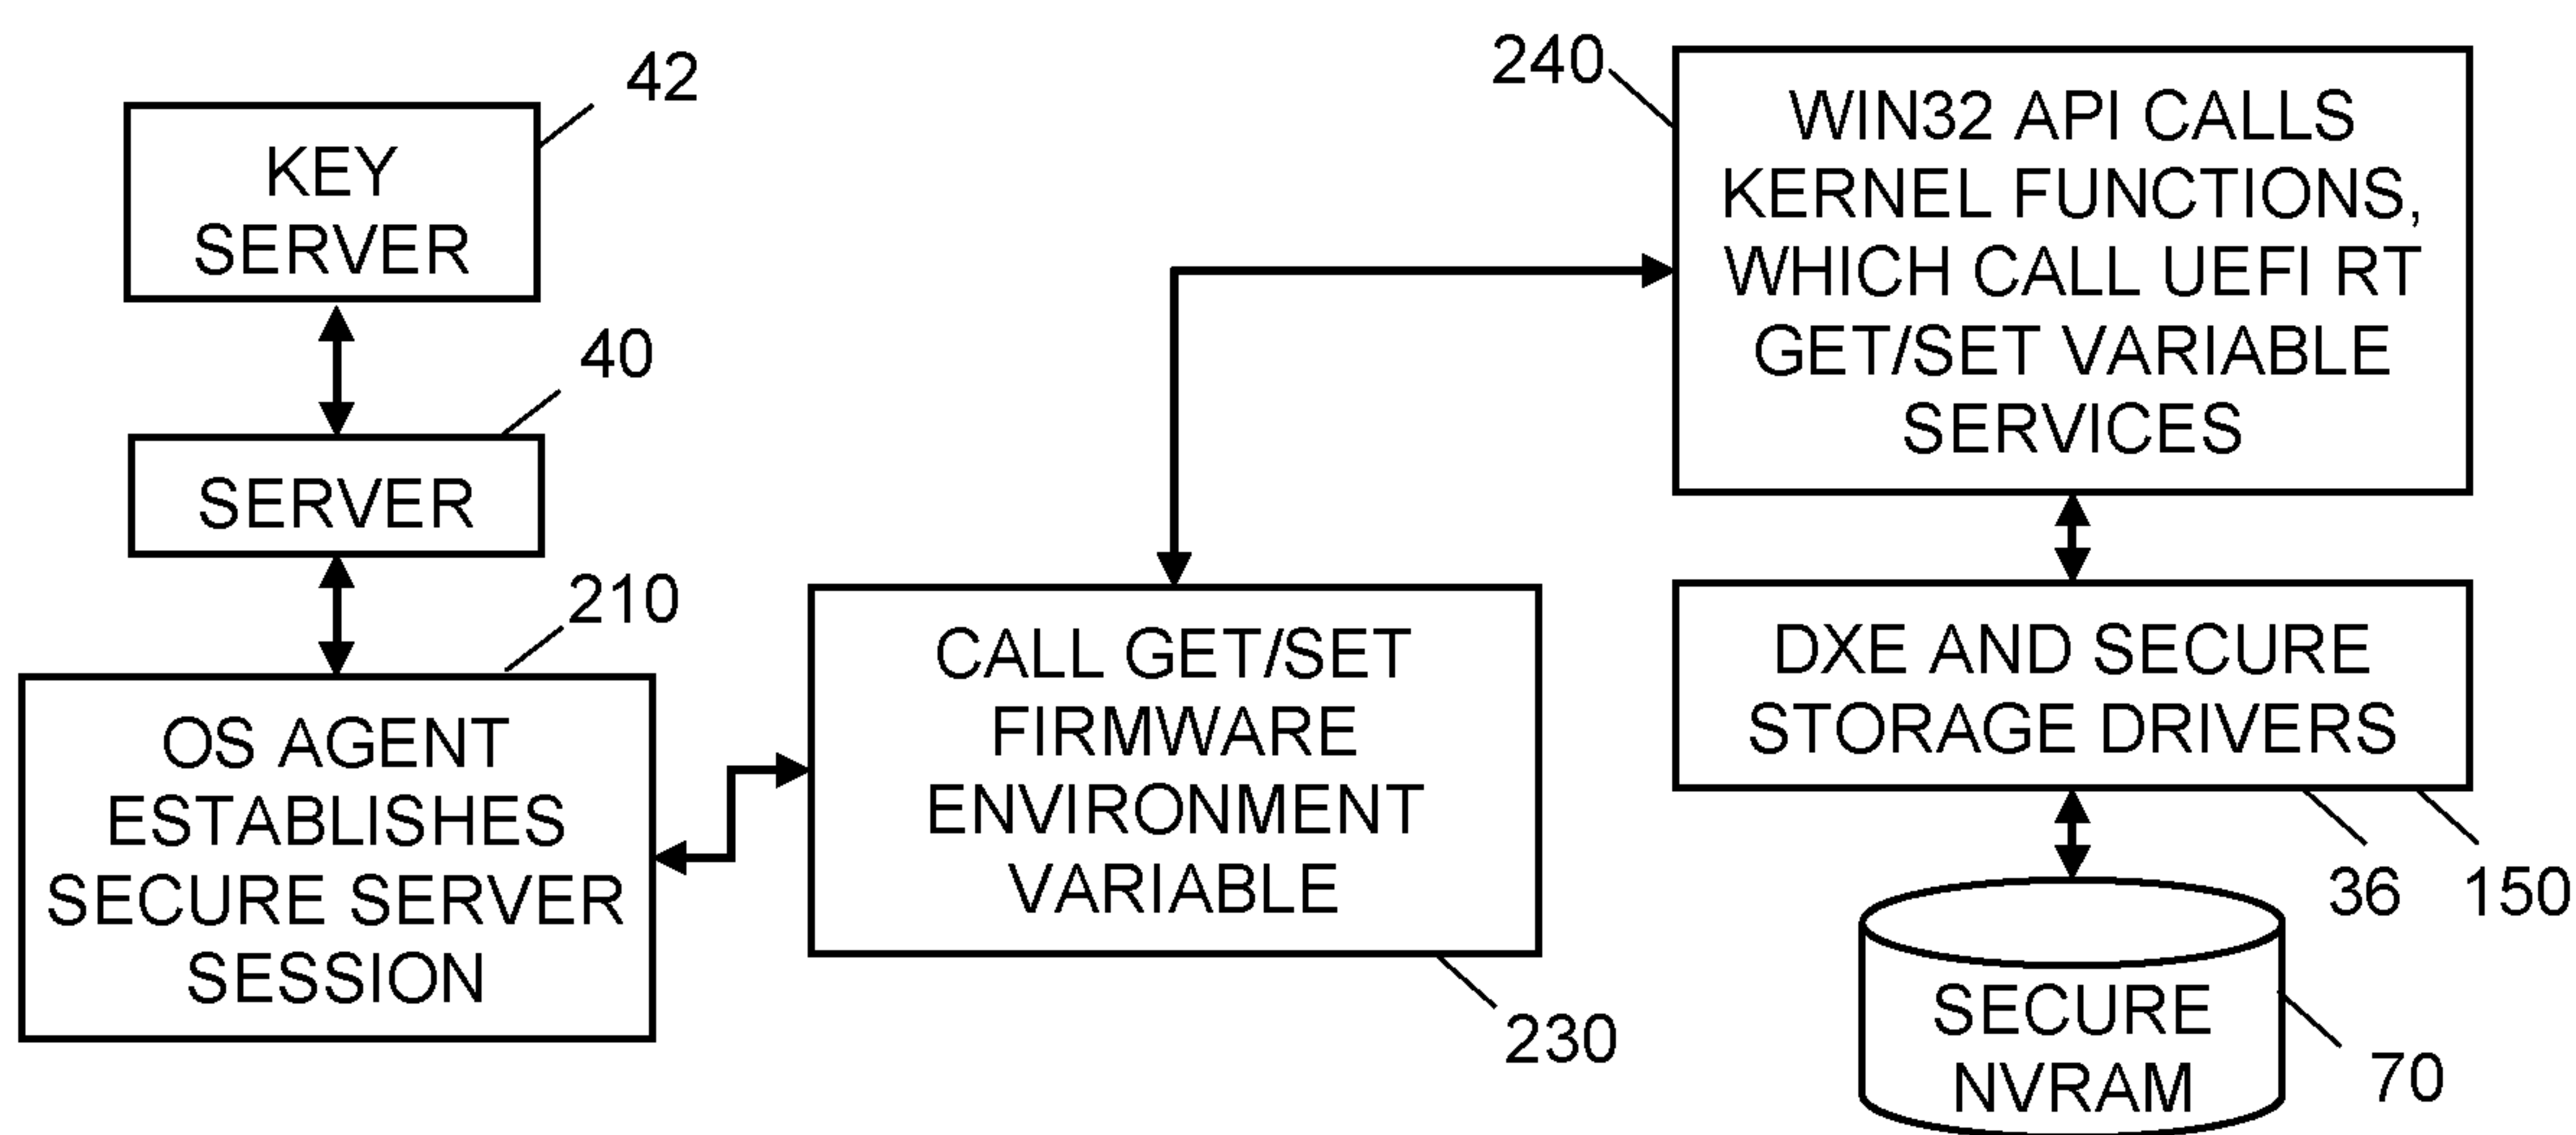 42
KEY
SERVER
40
SERVER
210
OS AGENT
ESTABLISHES
SECURE SERVER
SESSION
CALL GET/SET
FIRMWARE
ENVIRONMENT
VARIABLE
230
240
WIN32 API CALLS
KERNEL FUNCTIONS,
WHICH CALL UEFI RT
GET/SET VARIABLE
SERVICES
DXE AND SECURE
STORAGE DRIVERS
36 150
SECURE
NVRAM
70